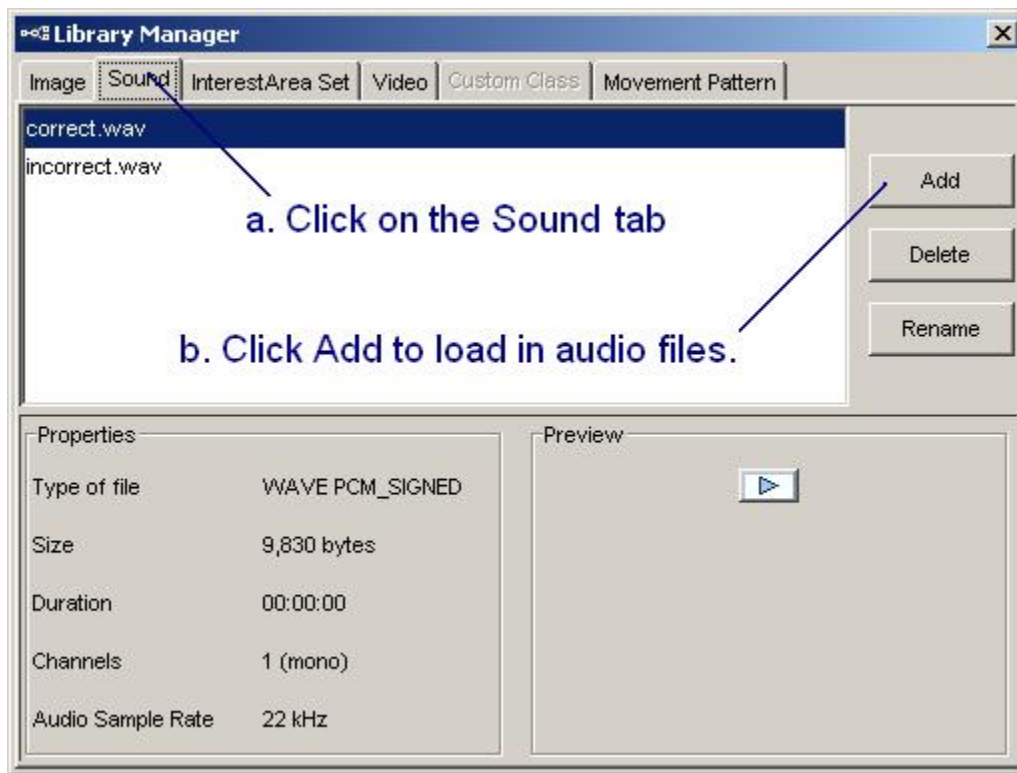 Library Manager
Image Sound InterestArea Set Video Custom Class Movement Pattern
correct.wav
incorrect.wav
Add
a. Click on the Sound tab
Delete
Rename
b. Click Add to load in audio files.
Properties
Type of file WAVE PCM_SIGNED
Size 9,830 bytes
Duration 00:00:00
Channels 1 (mono)
Audio Sample Rate 22 kHz
Preview